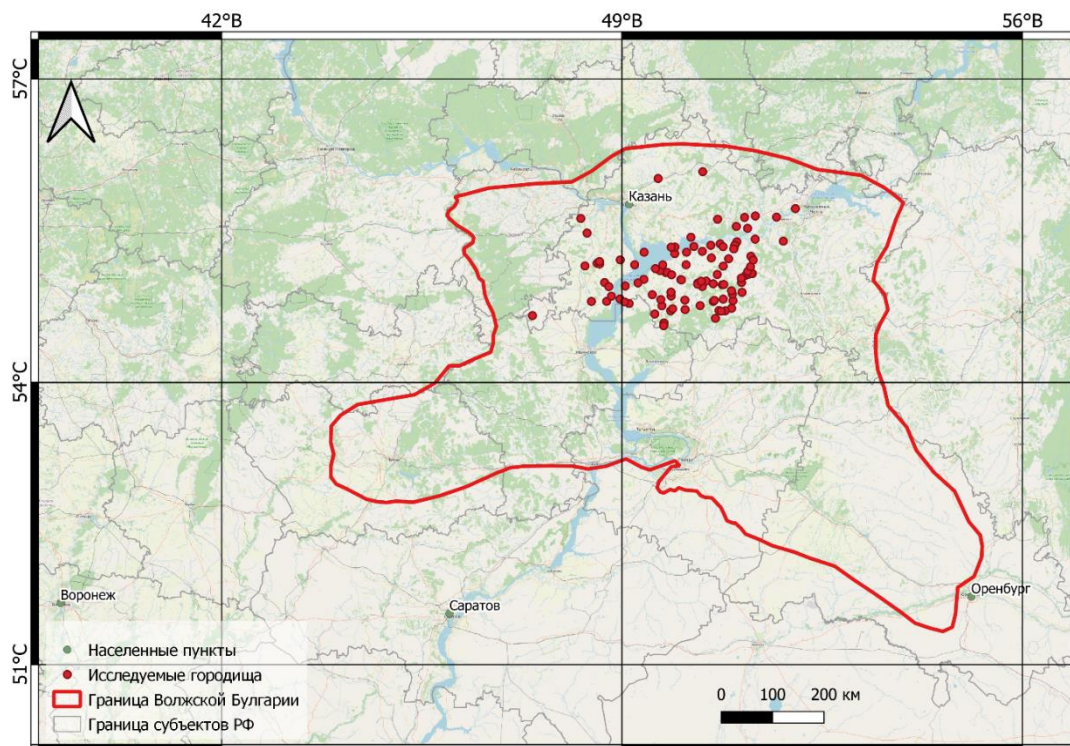 42°В 49°В 56°В
57°С
Казань
54°С
Воронеж
Саратов
Оренбург
51°С
Населенные пункты
Исследуемые городища
Граница Волжской Булгарии
Граница субъектов РФ
0 100 200 км